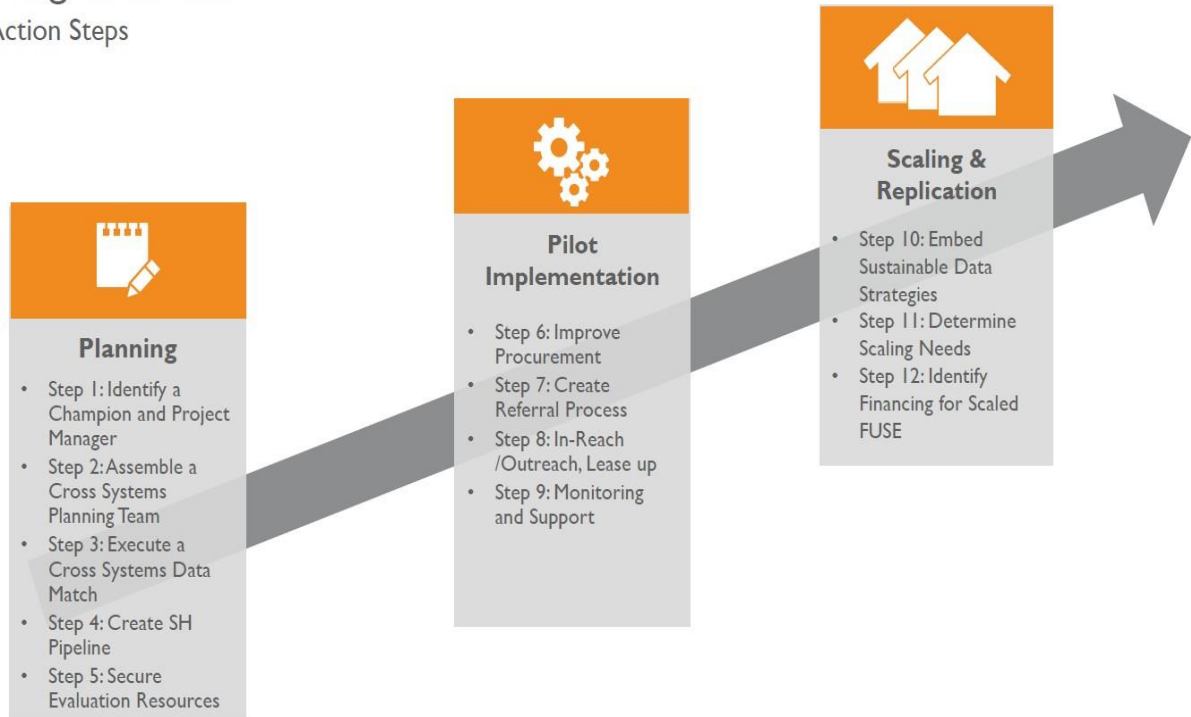 Action Steps
Planning
• Step 1: Identify a
Champion and Project
Manager
• Step 2: Assemble a
Cross Systems
Planning Team
• Step 3: Execute a
Cross Systems Data
Match
• Step 4: Create SH
Pipeline
• Step 5: Secure
Evaluation Resources
Pilot
Implementation
• Step 6: Improve
Procurement
• Step 7: Create
Referral Process
• Step 8: In-Reach
/Outreach, Lease up
• Step 9: Monitoring
and Support
Scaling &
Replication
• Step 10: Embed
Sustainable Data
Strategies
• Step 11: Determine
Scaling Needs
• Step 12: Identify
Financing for Scaled
FUSE